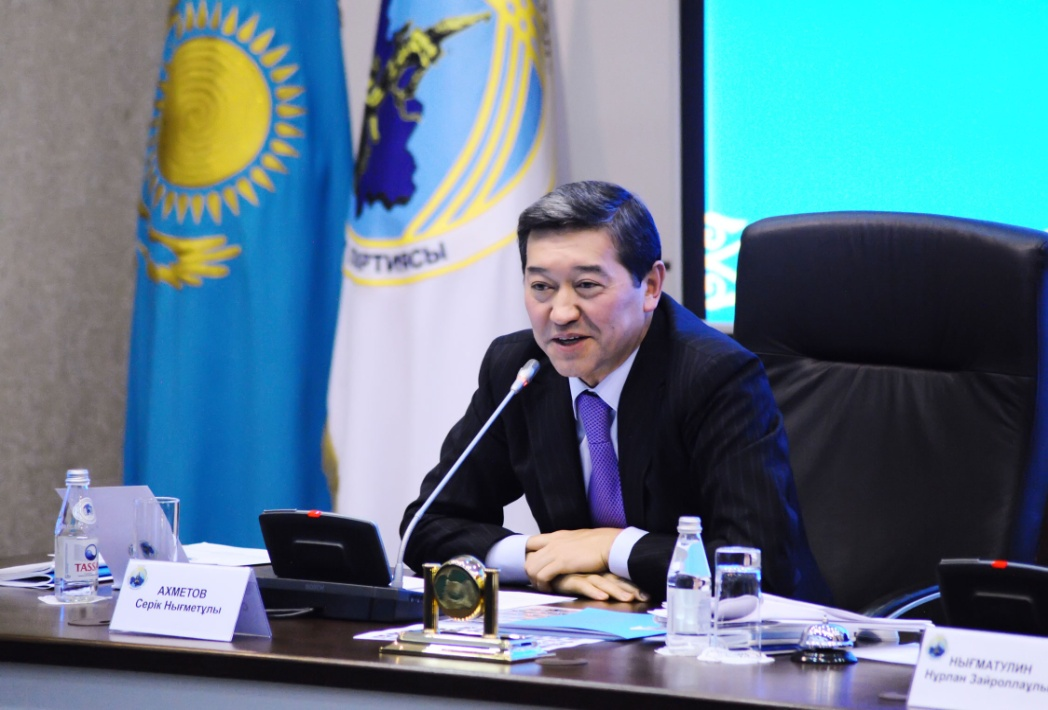 ПАРТИЯСЫ
TASSAY
АХМЕТОВ
Серік Нығметұлы
НЫҒМАТУЛИН
Нұрлан Зайроллаұлы